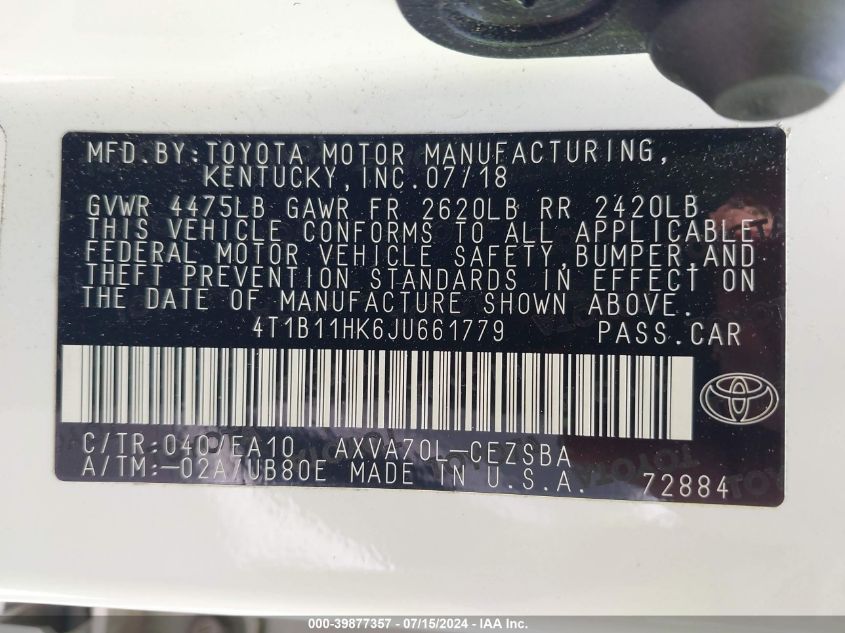 MFD.BY:TOYOTA MOTOR MANUFACTURING,
KENTUCKY,INC.07/18
GVWR 4475LB GAWR FR 2620LB RR 2420LB
THIS VEHICLE CONFORMS TO ALL APPLICABLE
FEDERAL MOTOR VEHICLE SAFETY,BUMPER,AND
THEFT PREVENTION STANDARDS IN EFFECT ON
THE DATE OF MANUFACTURE SHOWN ABOVE.
4T1B11HK6JU661779 PASS.CAR
C/TR:040/EA10 AXVA70L-CEZSBA
A/TM:-02A/UB80E MADE IN U.S.A. 72884
000-39877357 - 07/15/2024 - IAA Inc.